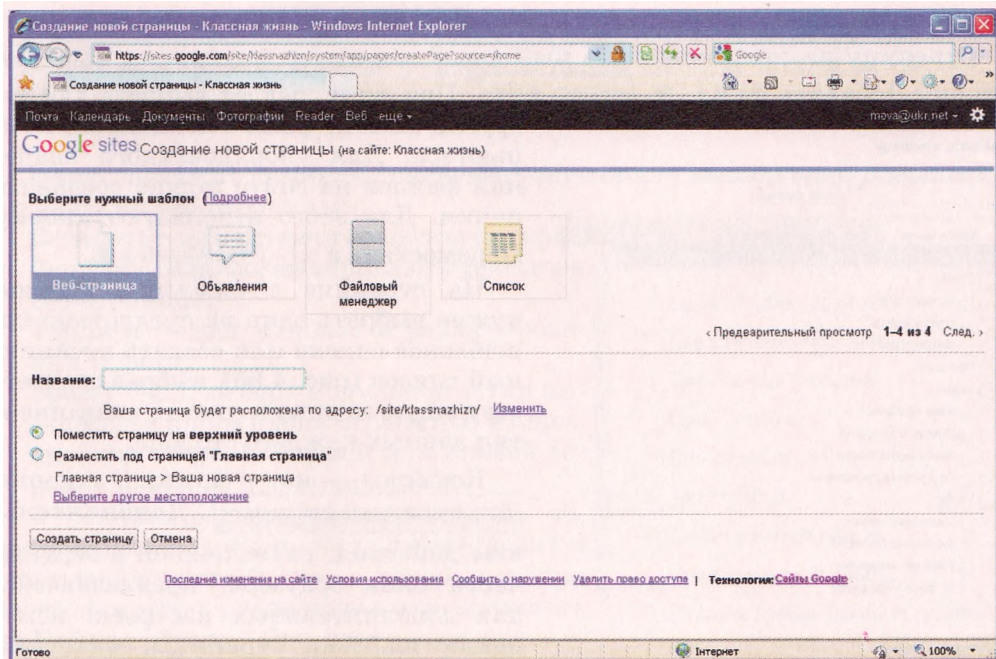 Создание новой страницы - Классная жизнь - Windows Internet Explorer
https://sites.google.com/site/klassnazhizn/system/app/pages/createPage?source=/home
Google
Создание новой страницы - Классная жизнь
Почта Календарь Документы Фотографии Reader Веб еще
mova@ukr.net
Google sites Создание новой страницы (на сайте: Классная жизнь)
Выберите нужный шаблон (Подробнее)
Веб-страница
Объявления
Файловый
менеджер
Список
‹ Предварительный просмотр 1–4 из 4 След. ›
Название:
Ваша страница будет расположена по адресу: /site/klassnazhizn/ Изменить
Поместить страницу на верхний уровень
Разместить под страницей "Главная страница"
Главная страница > Ваша новая страница
Выберите другое местоположение
Создать страницу Отмена
Последние изменения на сайте Условия использования Сообщить о нарушении Удалить право доступа | Технология: Сайты Google
Готово
Інтернет
100%